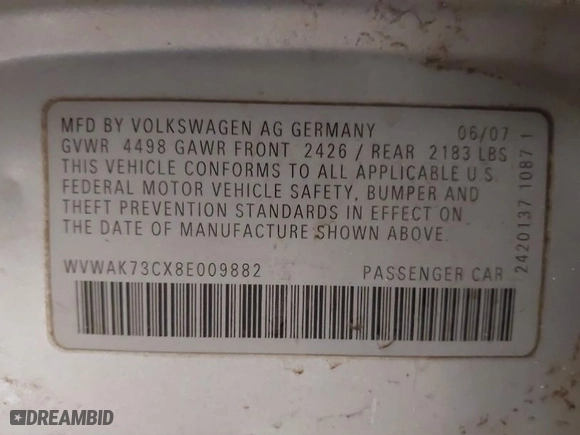 MFD BY VOLKSWAGEN AG GERMANY 06/07
GVWR 4498 GAWR FRONT 2426 / REAR 2183 LBS
THIS VEHICLE CONFORMS TO ALL APPLICABLE U S
FEDERAL MOTOR VEHICLE SAFETY, BUMPER AND
THEFT PREVENTION STANDARDS IN EFFECT ON
THE DATE OF MANUFACTURE SHOWN ABOVE.
WVWAK73CX8E009882 PASSENGER CAR
2420137 1087 1
DREAMBID